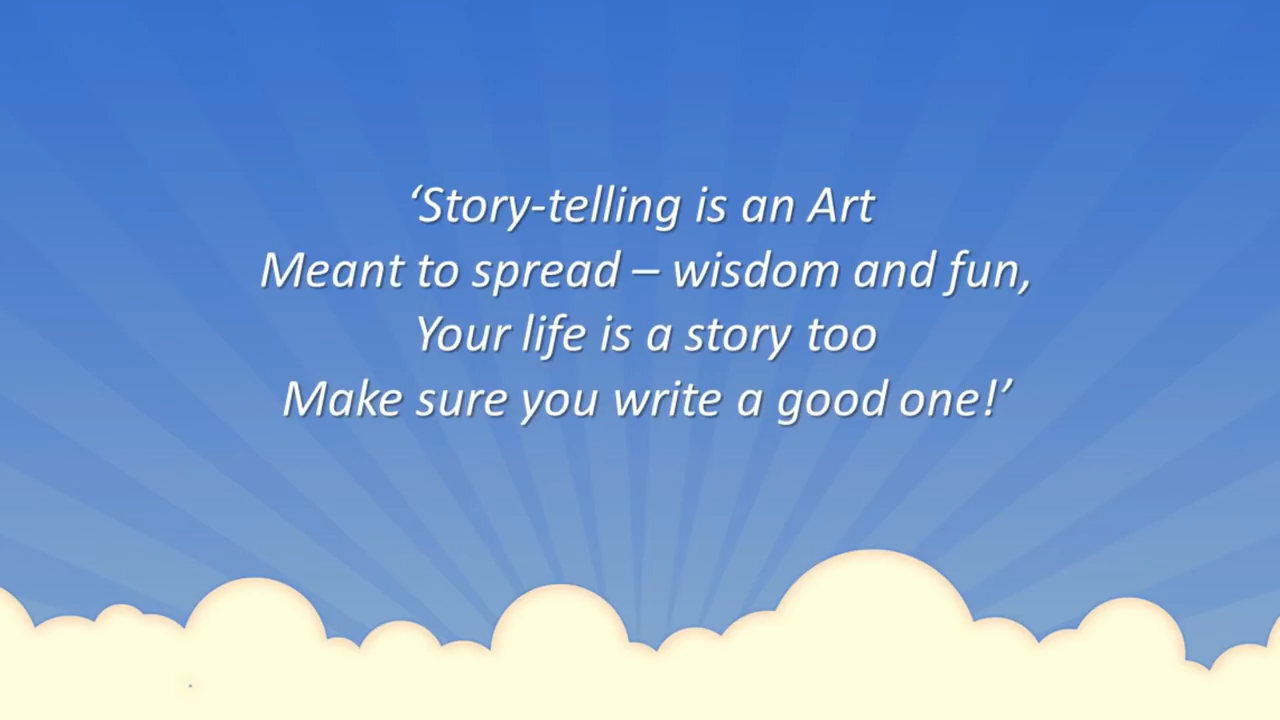 ‘Story-telling is an Art
Meant to spread – wisdom and fun,
Your life is a story too
Make sure you write a good one!’